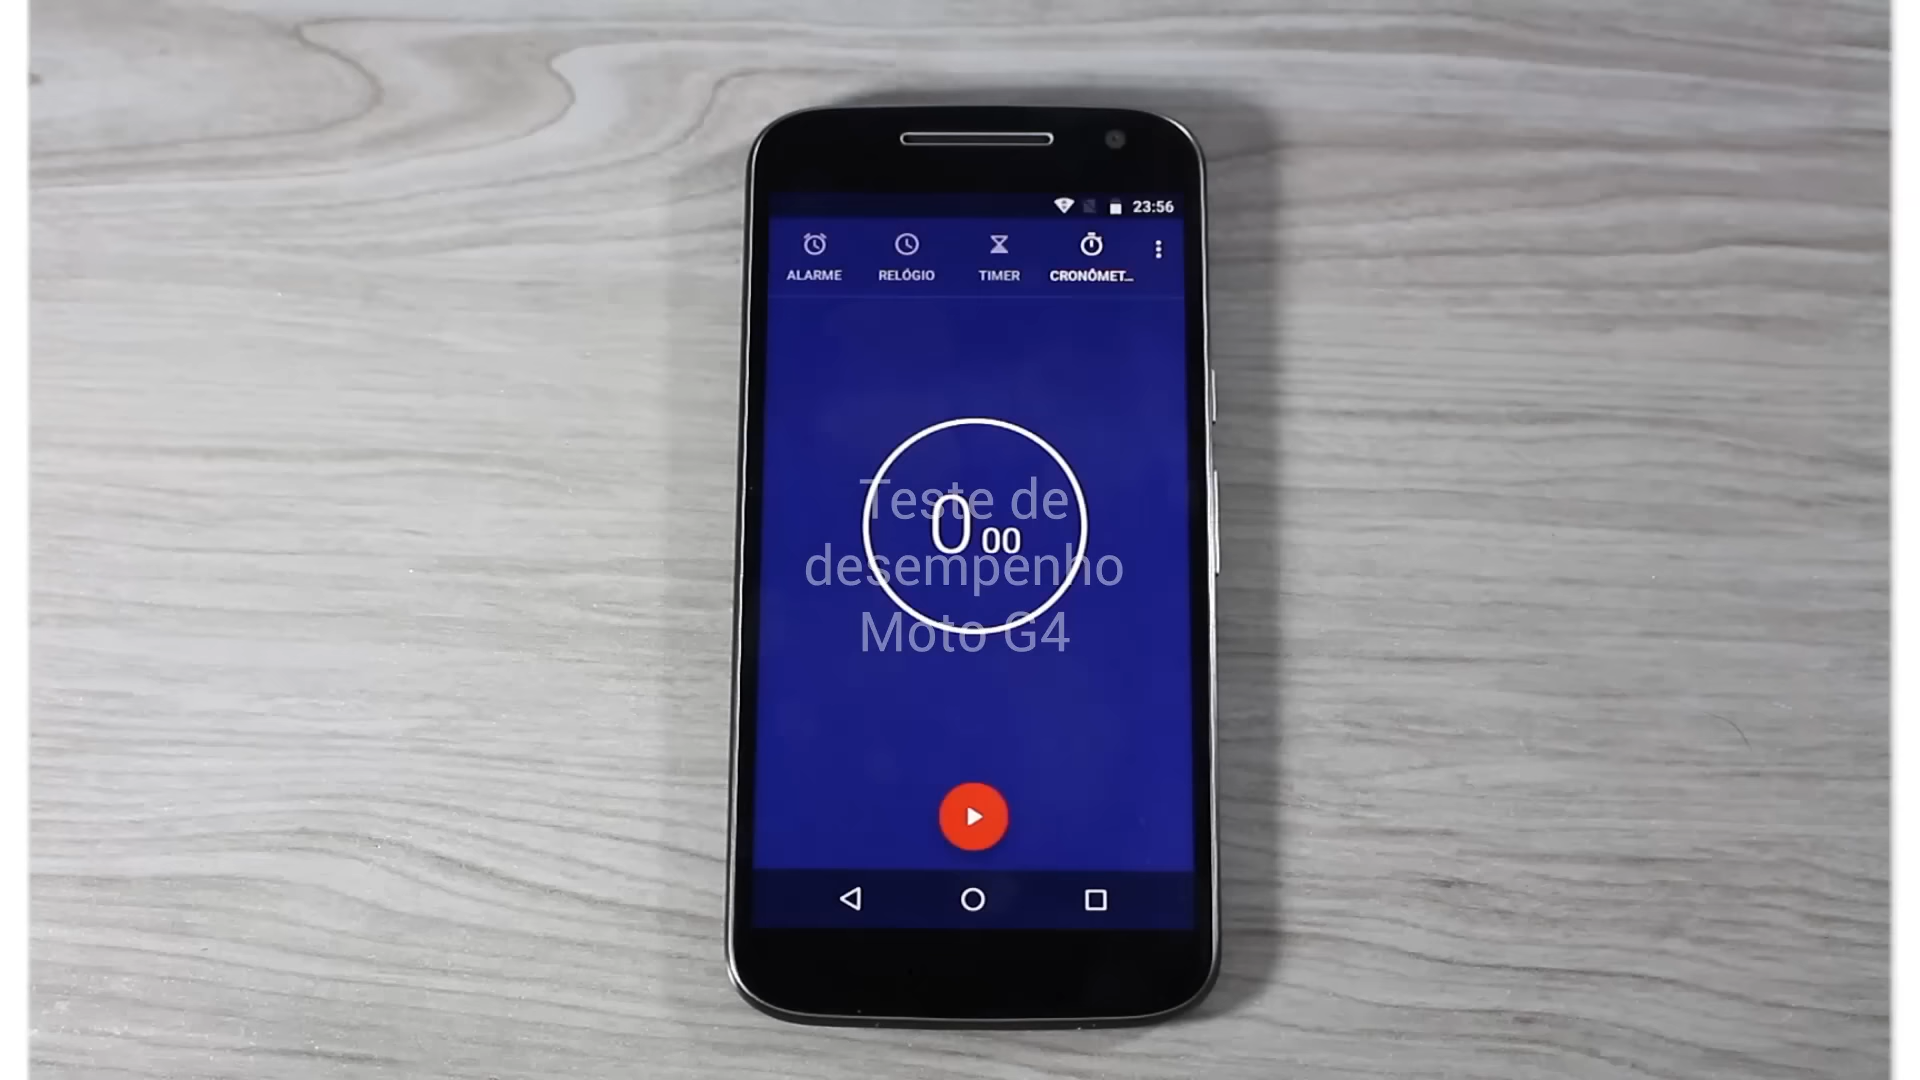 23:56
ALARME RELÓGIO TIMER CRONÔMET...
Teste de
0 00
desempenho
Moto G4